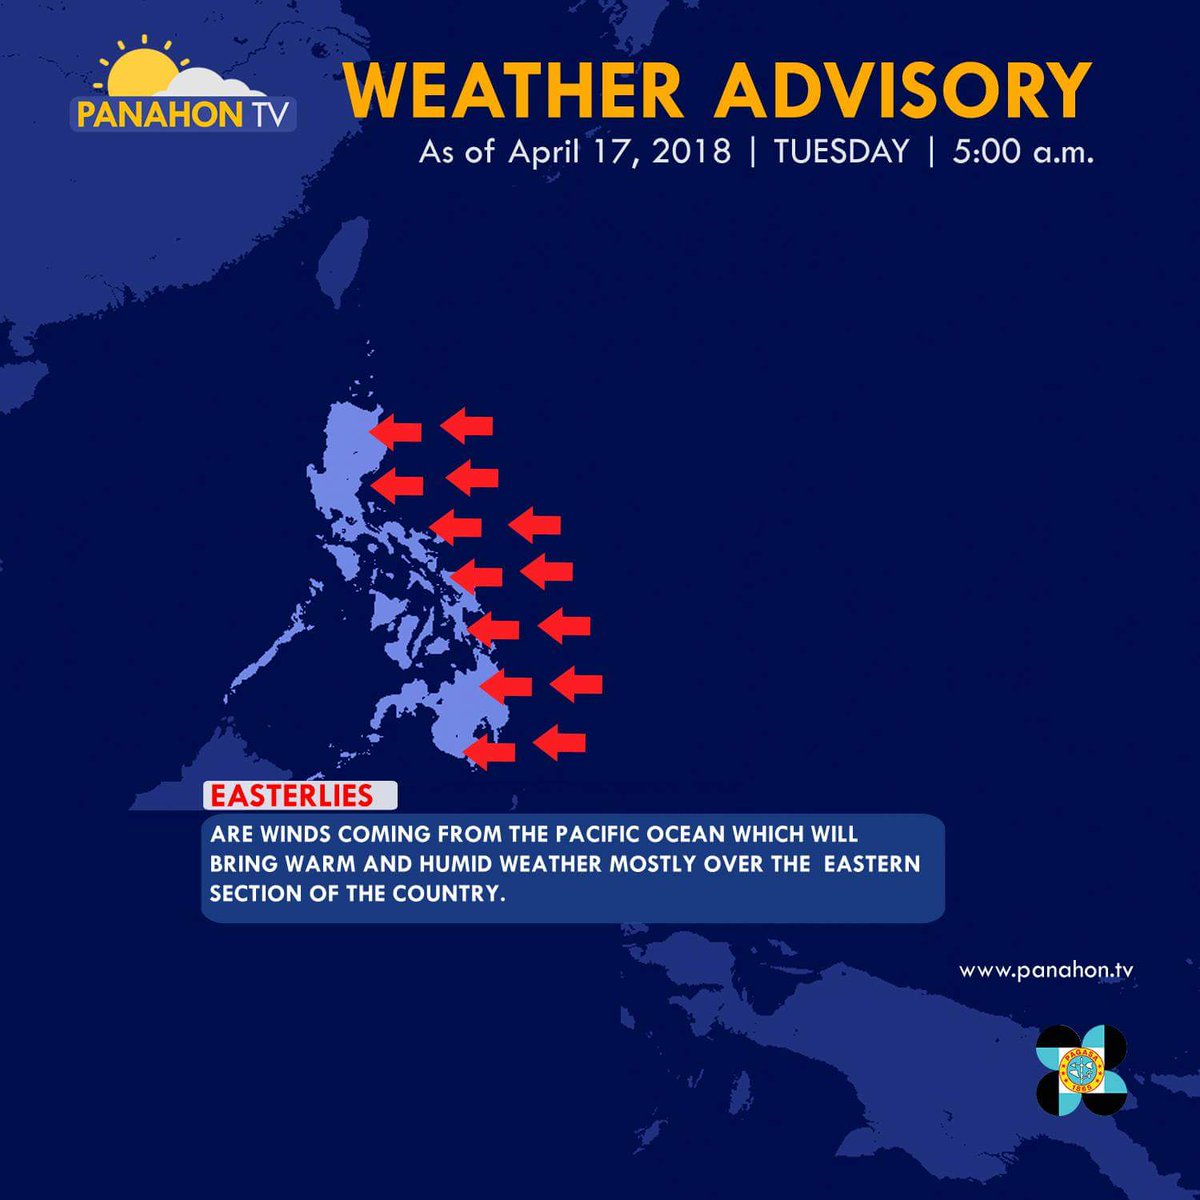 PANAHON TV
WEATHER ADVISORY
As of April 17, 2018 | TUESDAY | 5:00 a.m.
EASTERLIES
ARE WINDS COMING FROM THE PACIFIC OCEAN WHICH WILL
BRING WARM AND HUMID WEATHER MOSTLY OVER THE EASTERN
SECTION OF THE COUNTRY.
www.panahon.tv
PAGASA
1865